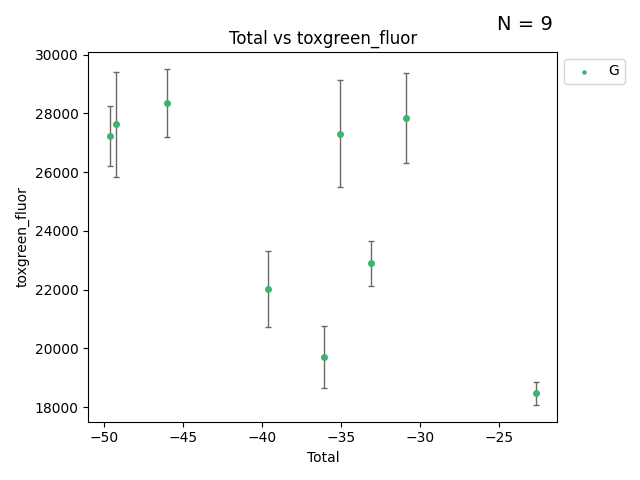 N = 9
Total vs toxgreen_fluor
G
toxgreen_fluor
30000
28000
26000
24000
22000
20000
18000
−50 −45 −40 −35 −30 −25
Total